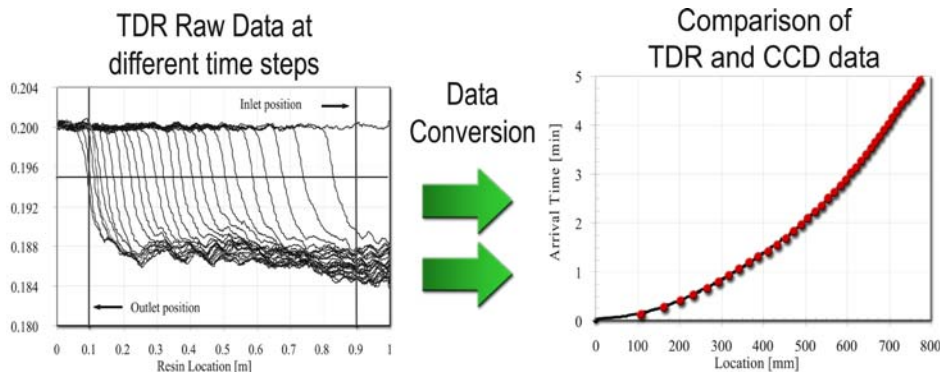 TDR Raw Data at
different time steps
0.204
0.200
0.196
0.192
0.188
0.184
0.180
Inlet position
Outlet position
0 0.1 0.2 0.3 0.4 0.5 0.6 0.7 0.8 0.9 1
Resin Location [m]
Data
Conversion
Comparison of
TDR and CCD data
5
4
3
2
1
0
Arrival Time [min]
0 100 200 300 400 500 600 700 800
Location [mm]